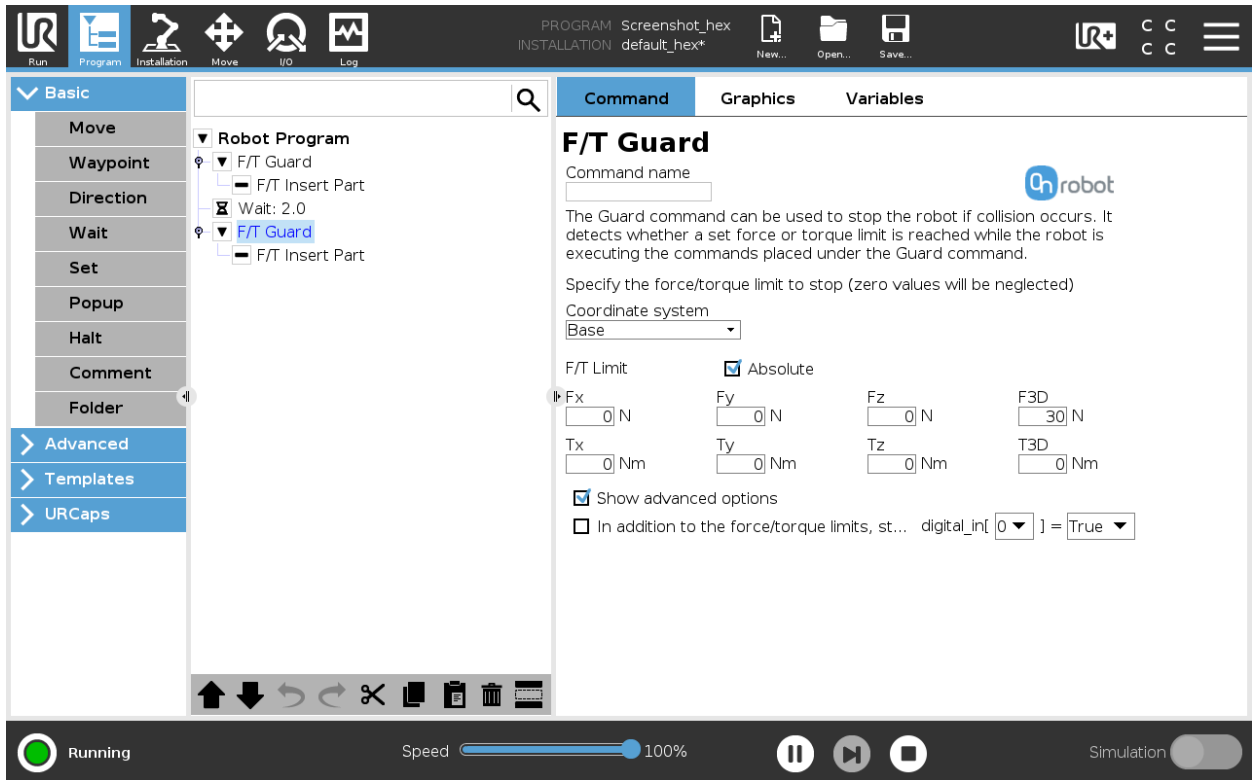 PROGRAM Screenshot_hex
INSTALLATION default_hex*
UR
Run
Program
Installation
Move
I/O
Log
New...
Open...
Save...
UR+
C C
C C
Basic
Move
Waypoint
Direction
Wait
Set
Popup
Halt
Comment
Folder
Advanced
Templates
URCaps
Robot Program
F/T Guard
F/T Insert Part
Wait: 2.0
F/T Guard
F/T Insert Part
Command Graphics Variables
F/T Guard
Command name
On robot
The Guard command can be used to stop the robot if collision occurs. It
detects whether a set force or torque limit is reached while the robot is
executing the commands placed under the Guard command.
Specify the force/torque limit to stop (zero values will be neglected)
Coordinate system
Base
F/T Limit Absolute
Fx Fy Fz F3D
0 N 0 N 0 N 30 N
Tx Ty Tz T3D
0 Nm 0 Nm 0 Nm 0 Nm
Show advanced options
In addition to the force/torque limits, st... digital_in[ 0 ] = True
Running
Speed 100%
Simulation